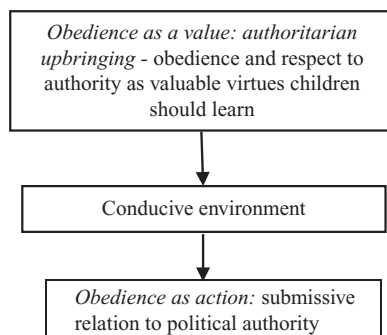 Obedience as a value: authoritarian
upbringing - obedience and respect to
authority as valuable virtues children
should learn
Conducive environment
Obedience as action: submissive
relation to political authority